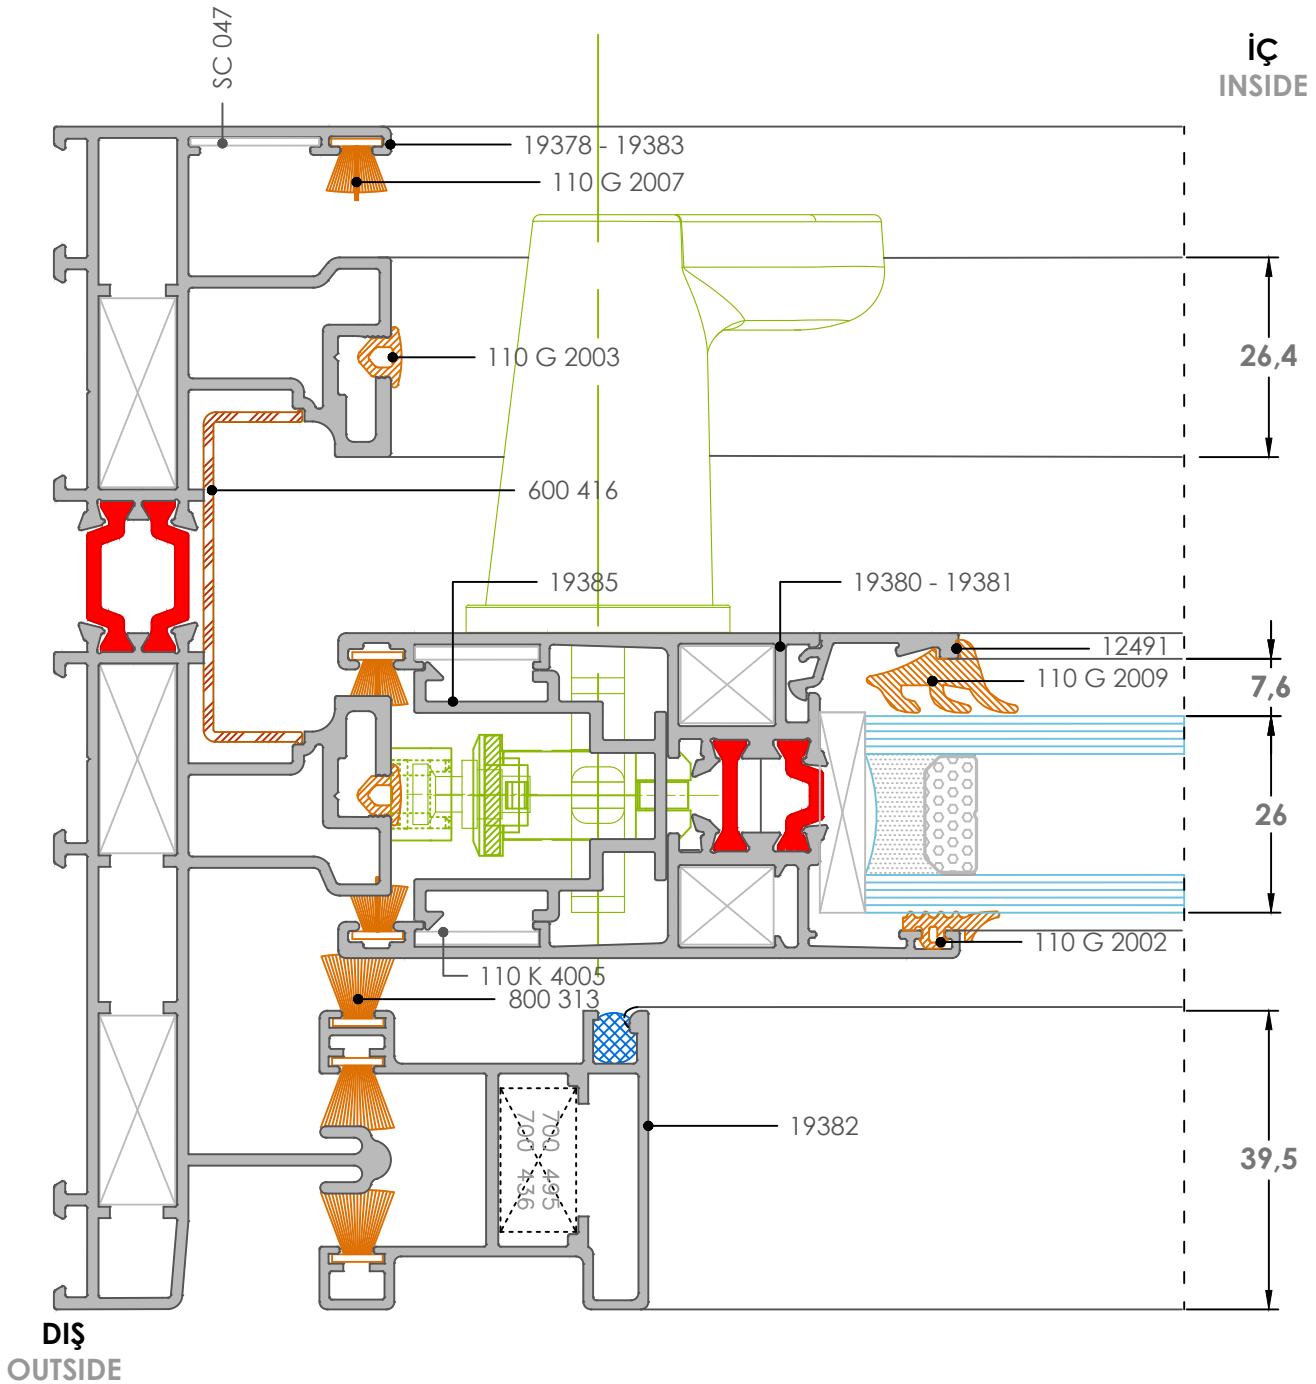 SC 047
İÇ
INSIDE
19378 - 19383
110 G 2007
26,4
110 G 2003
600 416
19385
19380 - 19381
12491
110 G 2009
7,6
26
110 G 2002
110 K 4005
800 313
700 495
700 436
19382
39,5
DIŞ
OUTSIDE